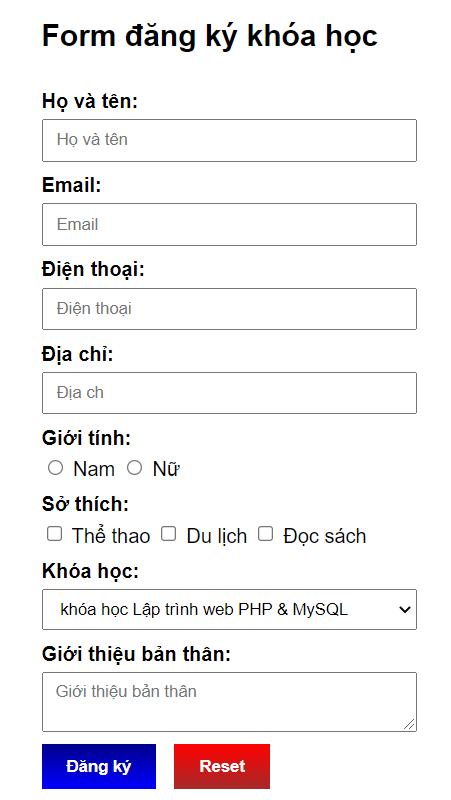 Form đăng ký khóa học
Họ và tên:
Họ và tên
Email:
Email
Điện thoại:
Điện thoại
Địa chỉ:
Địa ch
Giới tính:
Nam Nữ
Sở thích:
Thể thao Du lịch Đọc sách
Khóa học:
khóa học Lập trình web PHP & MySQL
Giới thiệu bản thân:
Giới thiệu bản thân
Đăng ký Reset